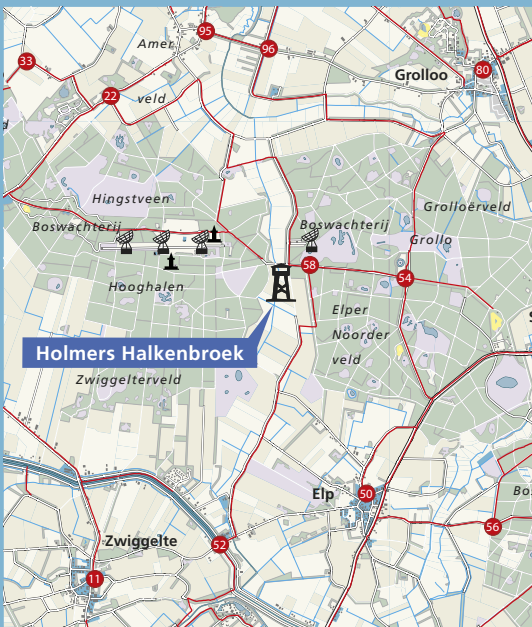 95
96
Amer
33
Grolloo
80
22
veld
d
Hingstveen
Grolloërveld
Boswachterij
Boswachterij
Grollo
58
54
Hooghalen
Elper
Noorder
veld
S
Holmers Halkenbroek
Zwiggelterveld
Elp
50
Bo
56
Zwiggelte
52
11